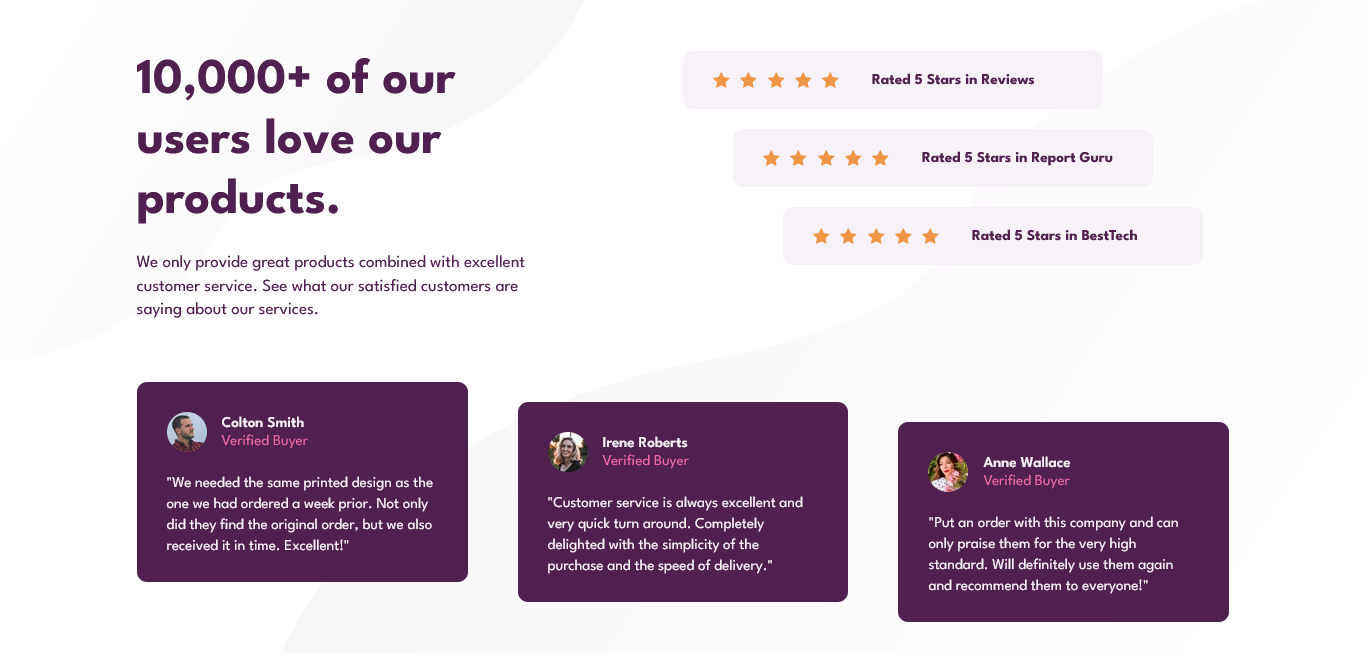 10,000+ of our
users love our
products.
We only provide great products combined with excellent
customer service. See what our satisfied customers are
saying about our services.
Rated 5 Stars in Reviews
Rated 5 Stars in Report Guru
Rated 5 Stars in BestTech
Colton Smith
Verified Buyer
"We needed the same printed design as the
one we had ordered a week prior. Not only
did they find the original order, but we also
received it in time. Excellent!"
Irene Roberts
Verified Buyer
"Customer service is always excellent and
very quick turn around. Completely
delighted with the simplicity of the
purchase and the speed of delivery."
Anne Wallace
Verified Buyer
"Put an order with this company and can
only praise them for the very high
standard. Will definitely use them again
and recommend them to everyone!"